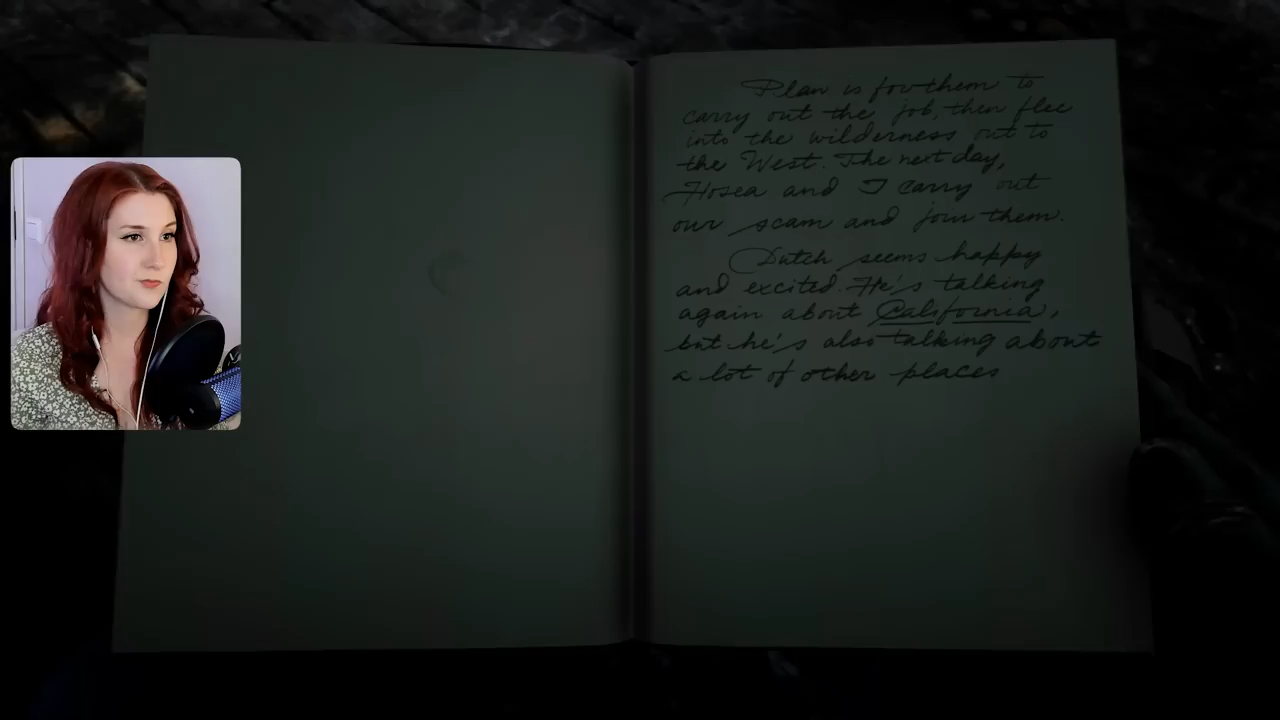 Plan is for them to
carry out the job, then flee
into the wilderness out to
the West. The next day,
Hosea and I carry out
our scam and join them.
Dutch seems happy
and excited. He's talking
again about California,
but he's also talking about
a lot of other places